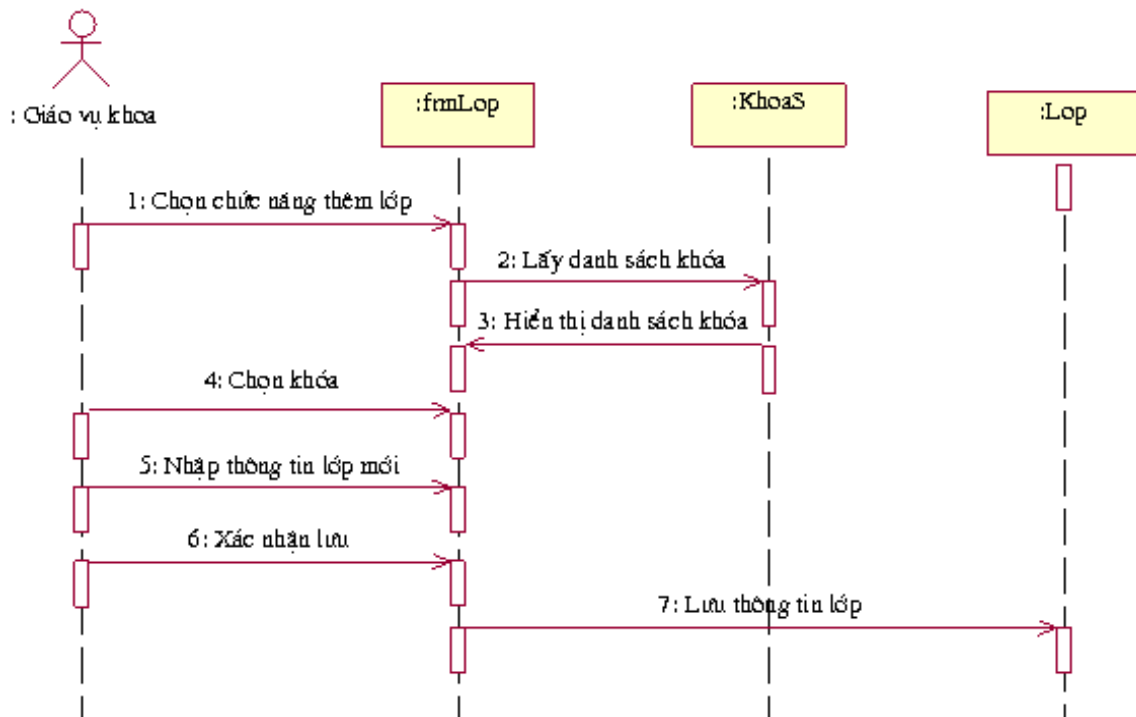 : Giáo vụ khoa
:frmLop
:KhoaS
:Lop
1: Chọn chức năng thêm lớp
2: Lấy danh sách khóa
3: Hiển thị danh sách khóa
4: Chọn khóa
5: Nhập thông tin lớp mới
6: Xác nhận lưu
7: Lưu thông tin lớp